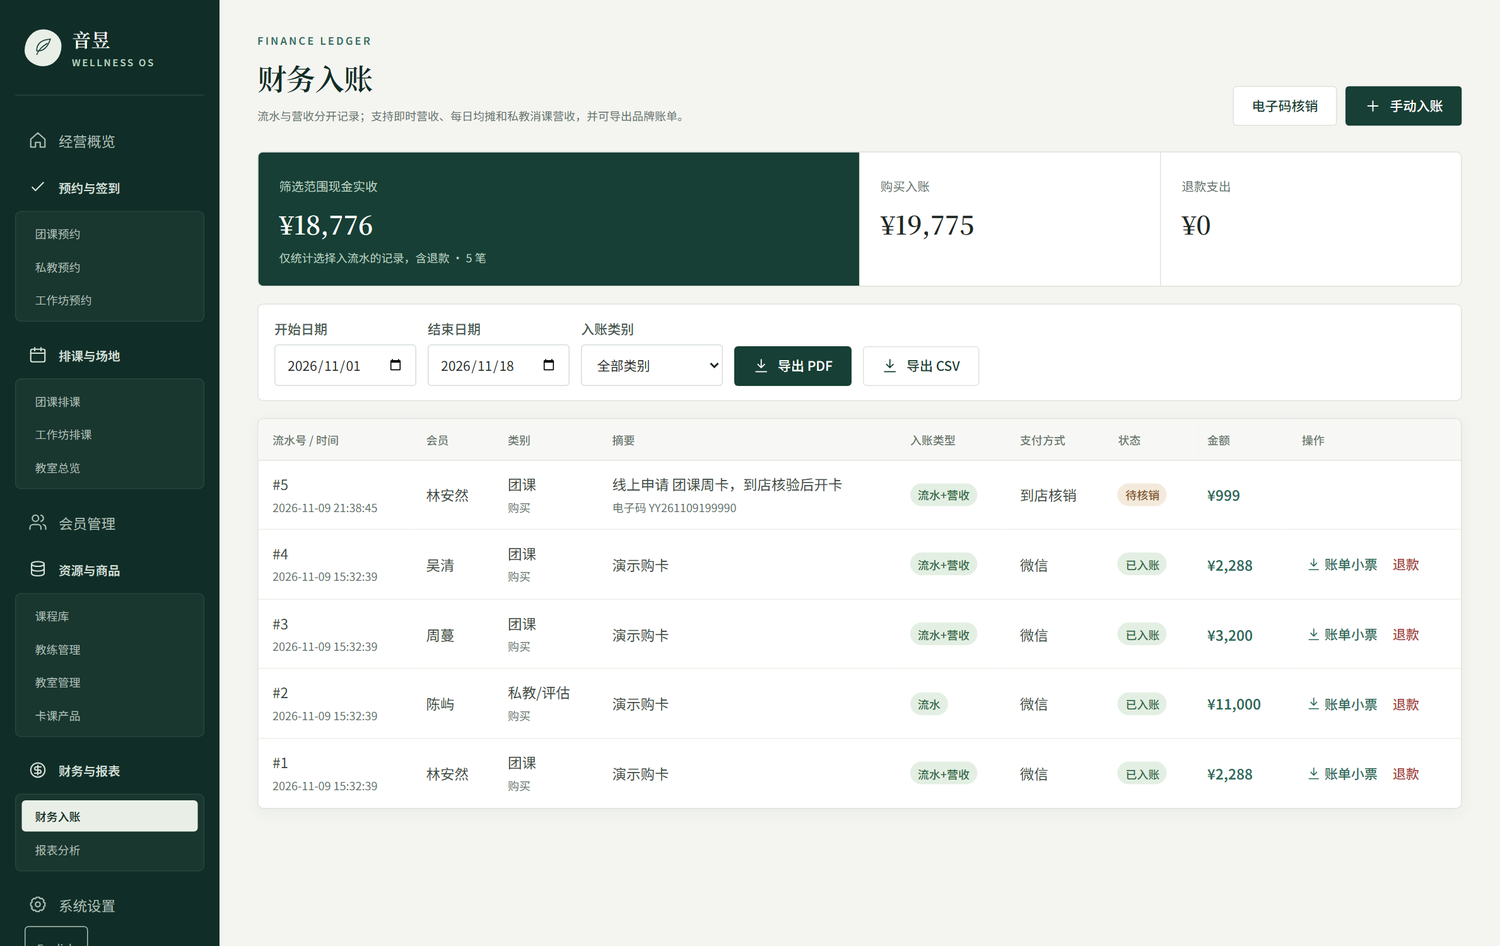 音昱
WELLNESS OS
经营概览
预约与签到
团课预约
私教预约
工作坊预约
排课与场地
团课排课
工作坊排课
教室总览
会员管理
资源与商品
课程库
教练管理
教室管理
卡课产品
财务与报表
财务入账
报表分析
系统设置
FINANCE LEDGER
财务入账
流水与营收分开记录；支持即时营收、每日均摊和私教消课营收，并可导出品牌账单。
电子码核销
手动入账
筛选范围现金实收
¥18,776
仅统计选择入流水的记录，含退款 · 5 笔
购买入账
¥19,775
退款支出
¥0
开始日期 结束日期 入账类别
2026/11/01 2026/11/18 全部类别 导出 PDF 导出 CSV
流水号 / 时间 会员 类别 摘要 入账类型 支付方式 状态 金额 操作
#5 团课 线上申请 团课周卡，到店核验后开卡
林安然 流水+营收 到店核销 待核销 ¥999
2026-11-09 21:38:45 购买 电子码 YY261109199990
#4 团课
吴清 演示购卡 流水+营收 微信 已入账 ¥2,288 账单小票 退款
2026-11-09 15:32:39 购买
#3 团课
周蔓 演示购卡 流水+营收 微信 已入账 ¥3,200 账单小票 退款
2026-11-09 15:32:39 购买
#2 私教/评估
陈屿 演示购卡 流水 微信 已入账 ¥11,000 账单小票 退款
2026-11-09 15:32:39 购买
#1 团课
林安然 演示购卡 流水+营收 微信 已入账 ¥2,288 账单小票 退款
2026-11-09 15:32:39 购买